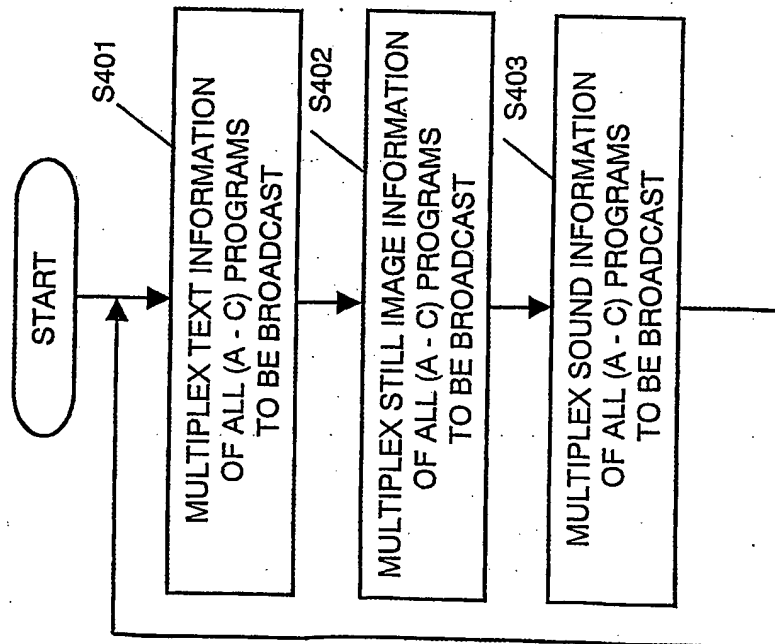 START
S401
MULTIPLEX TEXT INFORMATION
OF ALL (A - C) PROGRAMS
TO BE BROADCAST
S402
MULTIPLEX STILL IMAGE INFORMATION
OF ALL (A - C) PROGRAMS
TO BE BROADCAST
S403
MULTIPLEX SOUND INFORMATION
OF ALL (A - C) PROGRAMS
TO BE BROADCAST